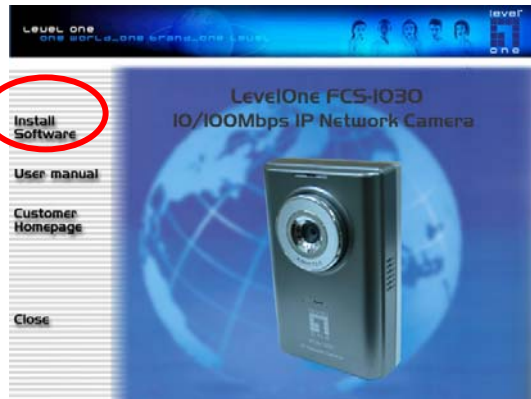 Level one
one world_one brand_one level
level
one
LevelOne FCS-1030
10/100Mbps IP Network Camera
Install
Software
User manual
Customer
Homepage
Close